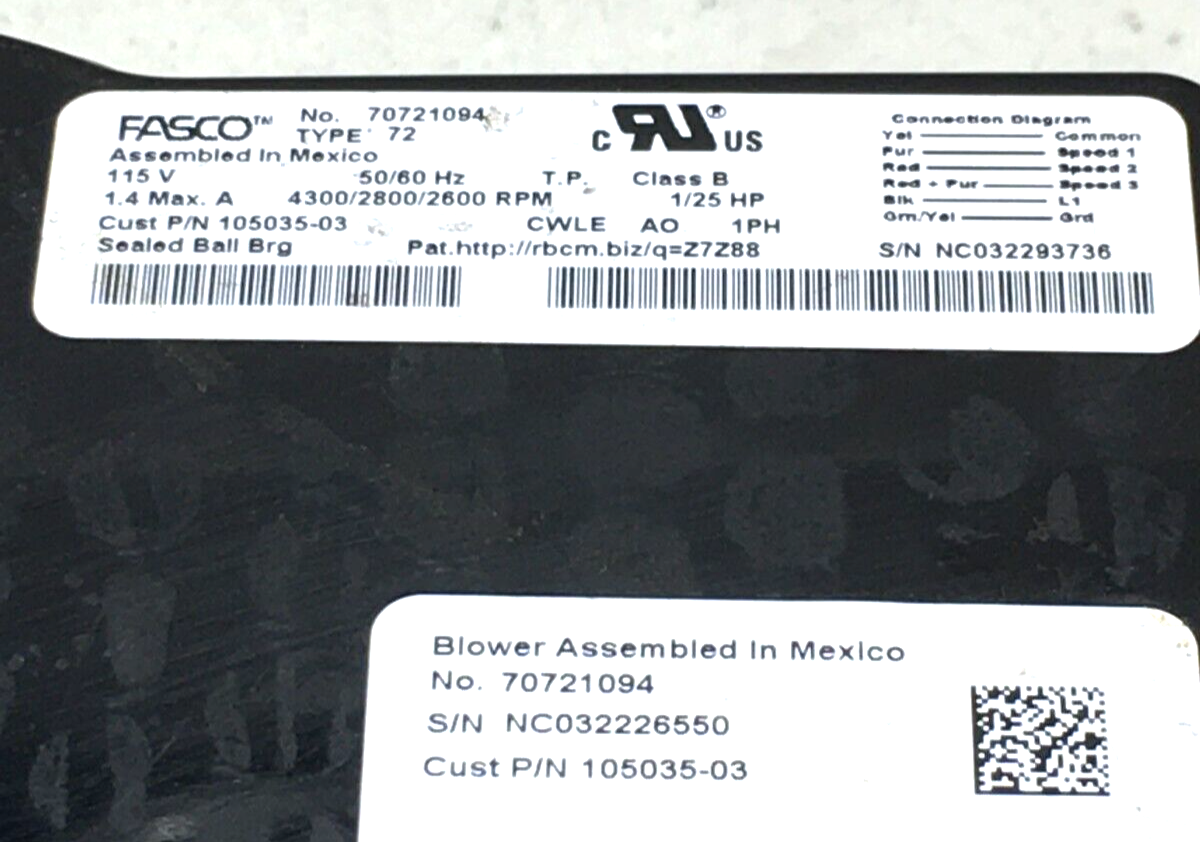 FASCO™ No. 70721094
TYPE 72
Assembled In Mexico
115 V 50/60 Hz T.P. Class B
1.4 Max. A 4300/2800/2600 RPM 1/25 HP
Cust P/N 105035-03 CWLE AO 1PH
Sealed Ball Brg Pat.http://rbcm.biz/q=Z7Z88
C RU® US
Connection Diagram
Yel Common
Pur Speed 1
Red Speed 2
Red + Pur Speed 3
Blk L1
Grn/Yel Grd
S/N NC032293736
Blower Assembled In Mexico
No. 70721094
S/N NC032226550
Cust P/N 105035-03